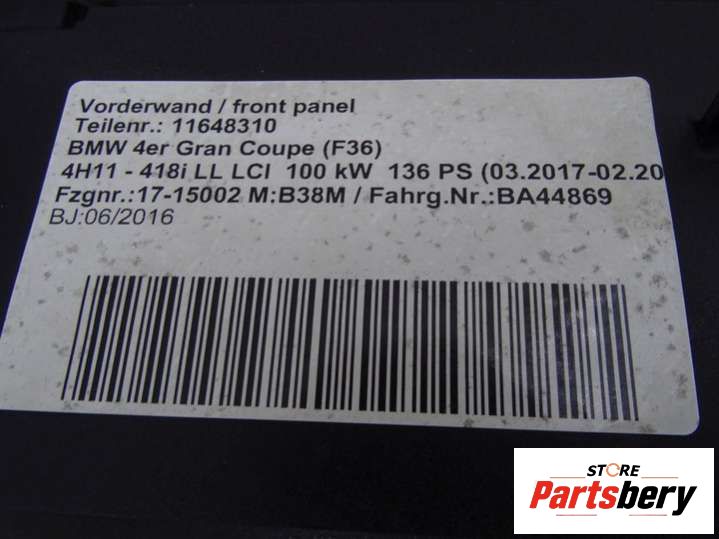 Vorderwand / front panel
Teilenr.: 11648310
BMW 4er Gran Coupe (F36)
4H11 - 418i LL LCI 100 kW 136 PS (03.2017-02.20
Fzgnr.:17-15002 M:B38M / Fahrg.Nr.:BA44869
BJ:06/2016
STORE
Partsbery